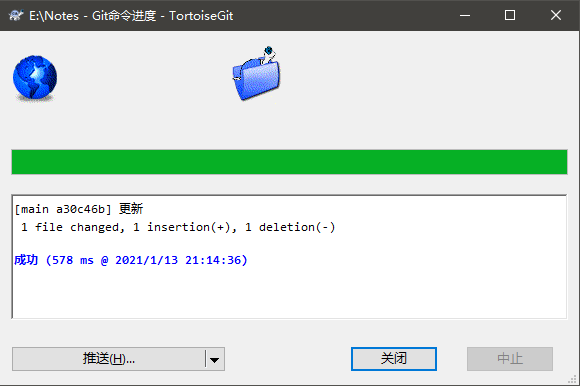 E:\Notes - Git命令进度 - TortoiseGit
[main a30c46b] 更新
1 file changed, 1 insertion(+), 1 deletion(-)
成功 (578 ms @ 2021/1/13 21:14:36)
推送(H)...
关闭
中止